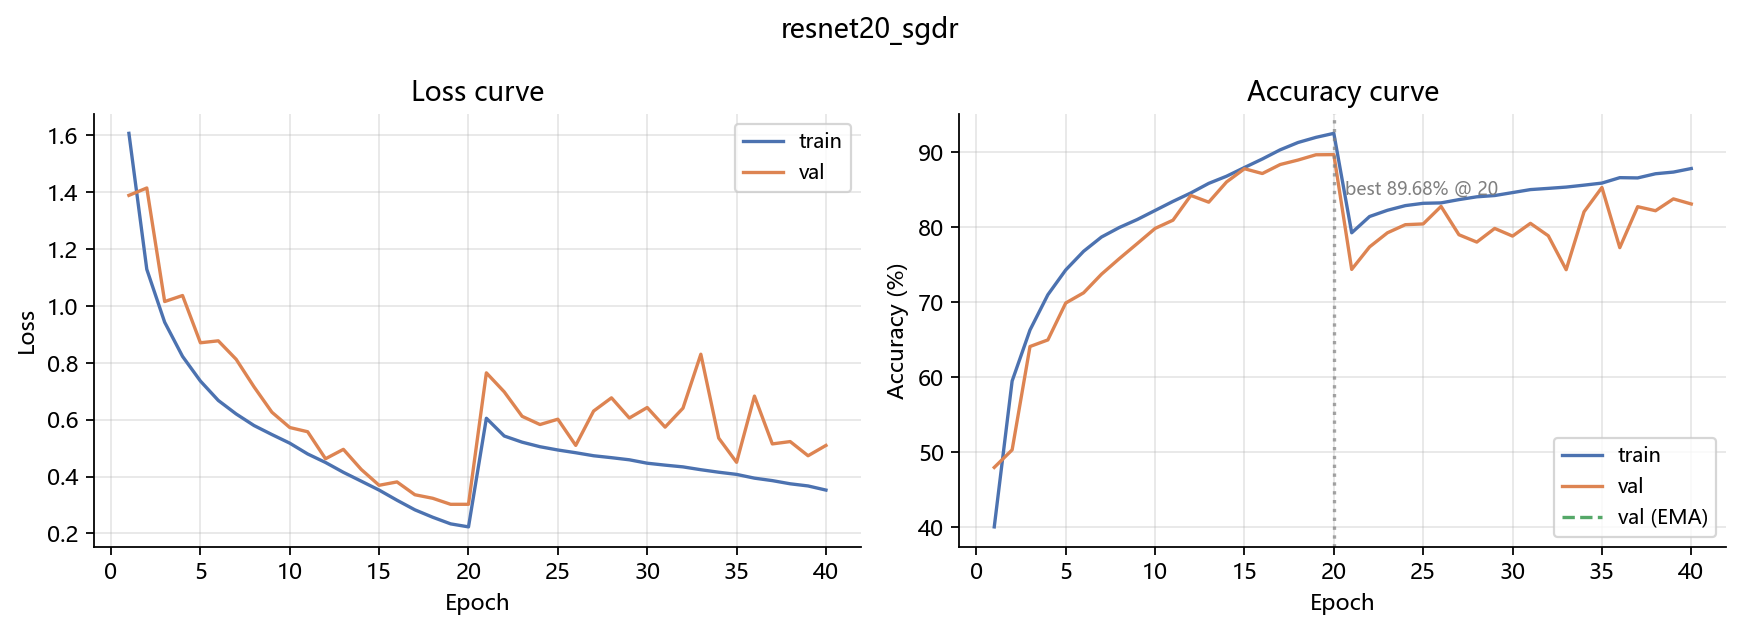 resnet20_sgdr
Loss curve
Loss
1.6
1.4
1.2
1.0
0.8
0.6
0.4
0.2
0 5 10 15 20 25 30 35 40
Epoch
train
val
Accuracy curve
Accuracy (%)
90
80
70
60
50
40
0 5 10 15 20 25 30 35 40
Epoch
best 89.68% @ 20
train
val
val (EMA)